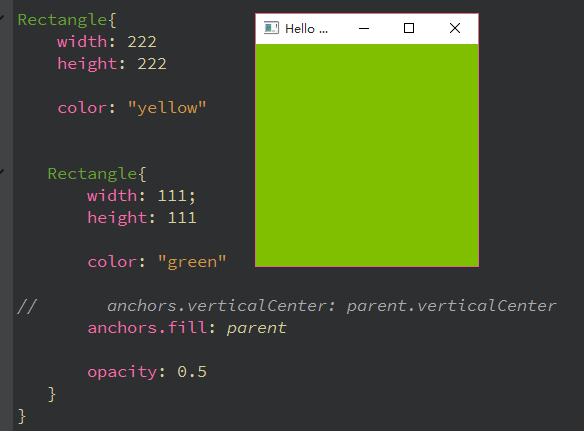 Rectangle{
    width: 222
    height: 222
    color: "yellow"
   Rectangle{
       width: 111;
       height: 111
       color: "green"
//       anchors.verticalCenter: parent.verticalCenter
       anchors.fill: parent
       opacity: 0.5
   }
}
Hello ...